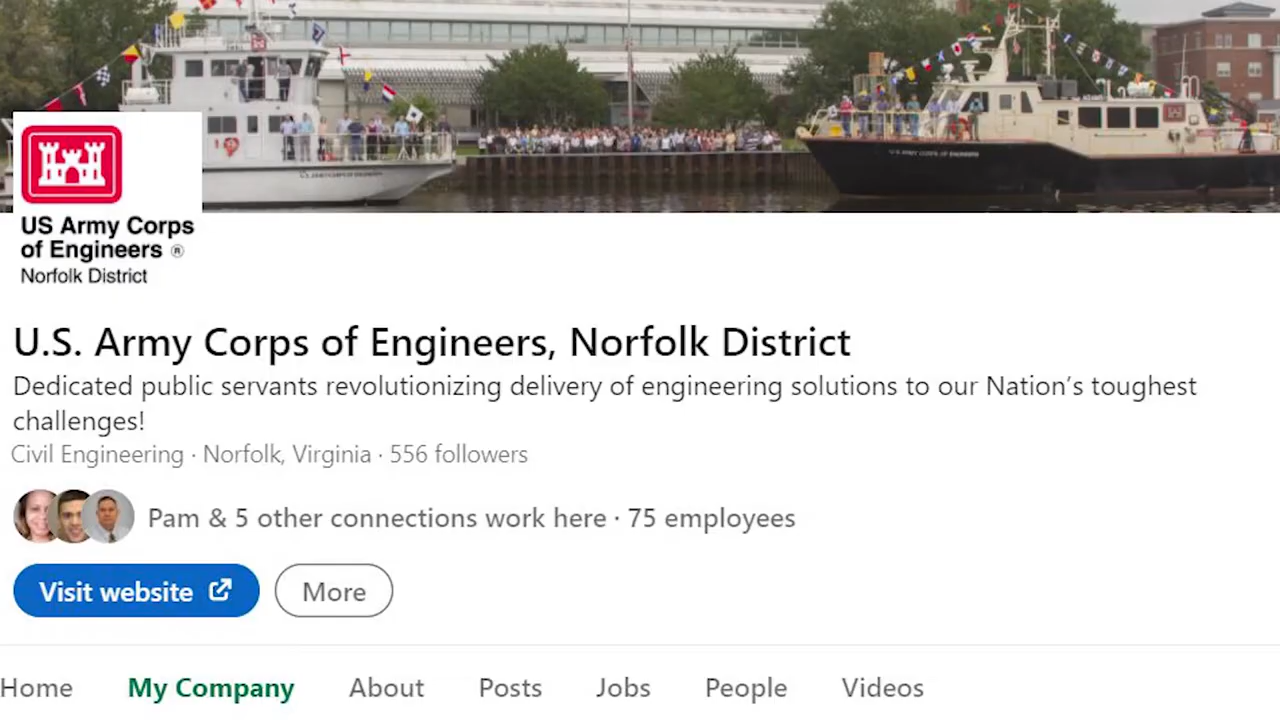 US Army Corps
of Engineers ®
Norfolk District
U.S. Army Corps of Engineers, Norfolk District
Dedicated public servants revolutionizing delivery of engineering solutions to our Nation’s toughest
challenges!
Civil Engineering · Norfolk, Virginia · 556 followers
Pam & 5 other connections work here · 75 employees
Visit website
More
Home My Company About Posts Jobs People Videos